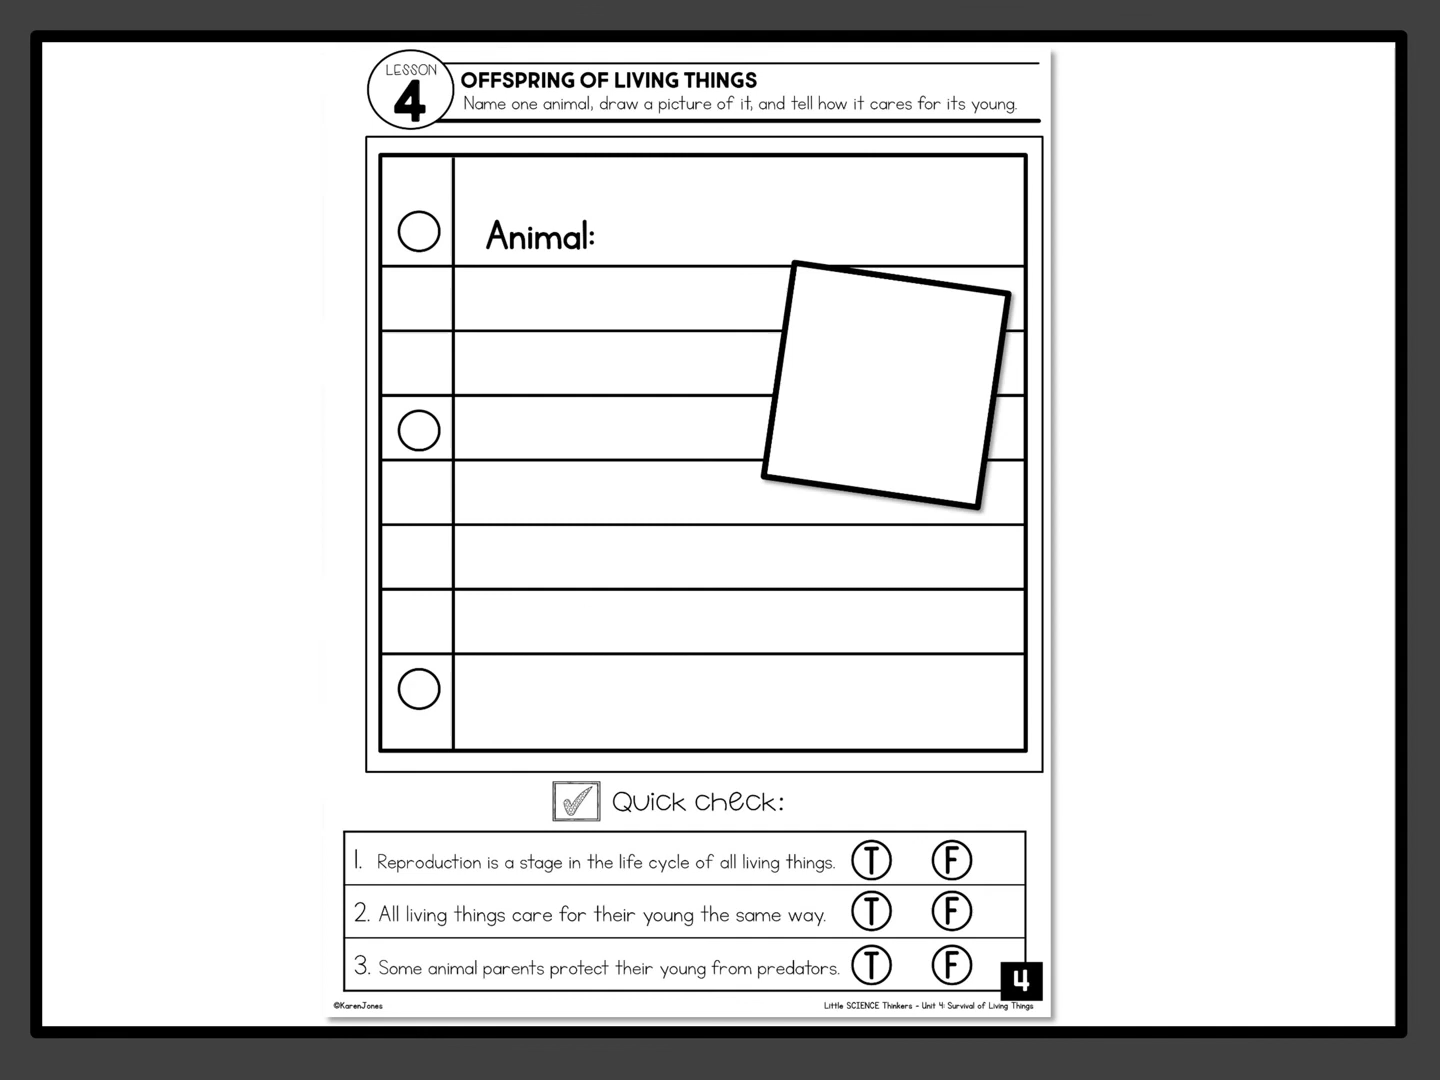 LESSON
4
OFFSPRING OF LIVING THINGS
Name one animal, draw a picture of it, and tell how it cares for its young.
Animal:
Quick check:
1. Reproduction is a stage in the life cycle of all living things. T F
2. All living things care for their young the same way. T F
3. Some animal parents protect their young from predators. T F
4
©KarenJones
Little SCIENCE Thinkers - Unit 4: Survival of Living Things